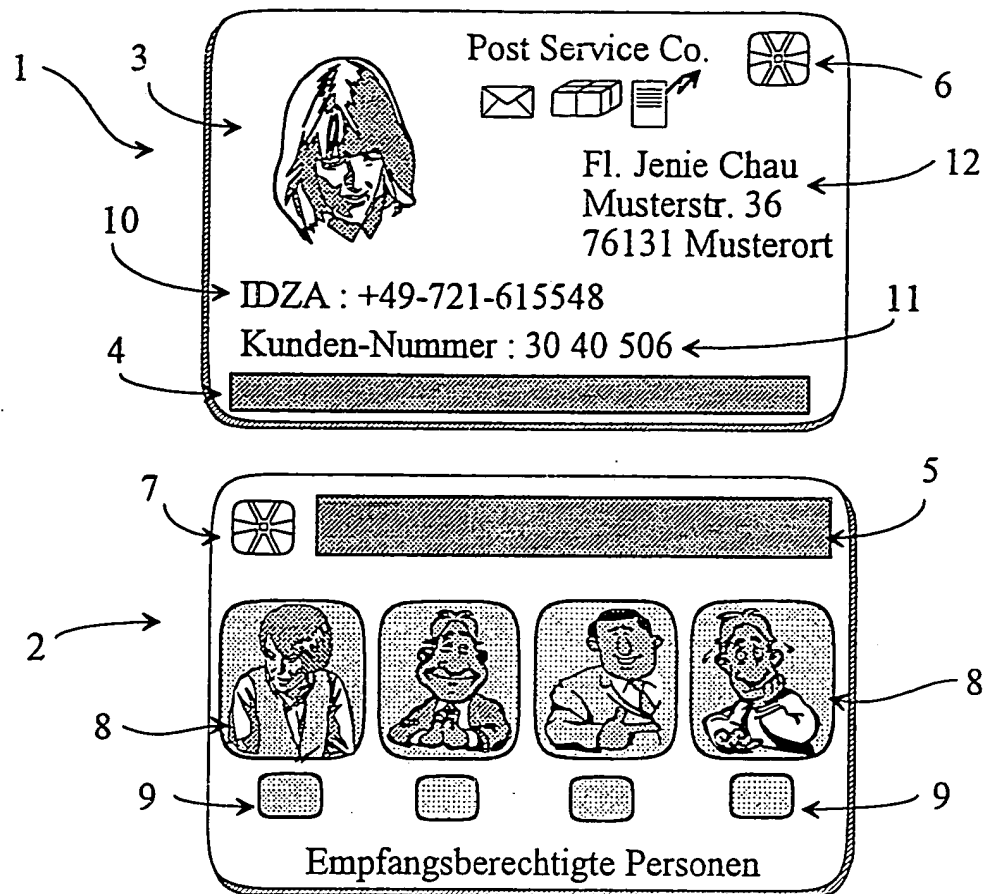 1
3
Post Service Co.
6
Fl. Jenie Chau
12
Musterstr. 36
76131 Musterort
10
IDZA : +49-721-615548
11
Kunden-Nummer : 30 40 506
4
7
5
2
8
8
9
9
Empfangsberechtigte Personen